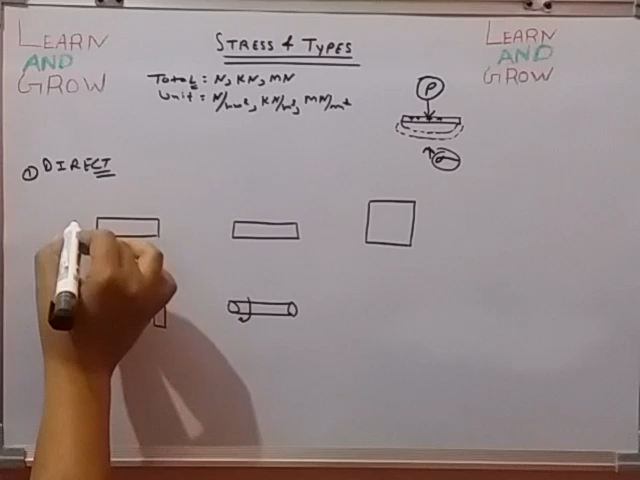 LEARN
AND
GROW
STRESS & TYPES
Total : N, KN, MN
Unit : N/mm², KN/m², MN/m²
LEARN
AND
GROW
P
σ
① DIRECT